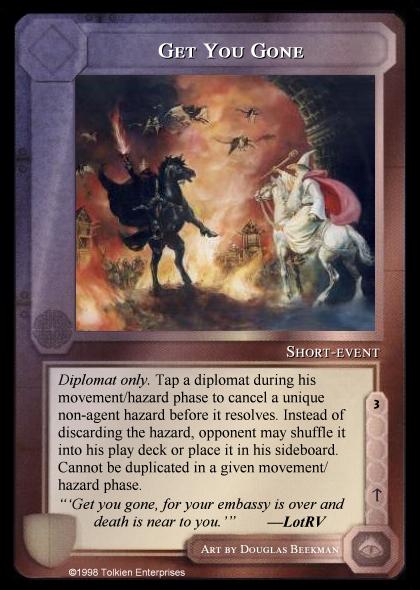 Get You Gone
Short-event
Diplomat only. Tap a diplomat during his
movement/hazard phase to cancel a unique
non-agent hazard before it resolves. Instead of
discarding the hazard, opponent may shuffle it
into his play deck or place it in his sideboard.
Cannot be duplicated in a given movement/
hazard phase.
“‘Get you gone, for your embassy is over and
death is near to you.’” —LotRV
3
Art by Douglas Beekman
©1998 Tolkien Enterprises